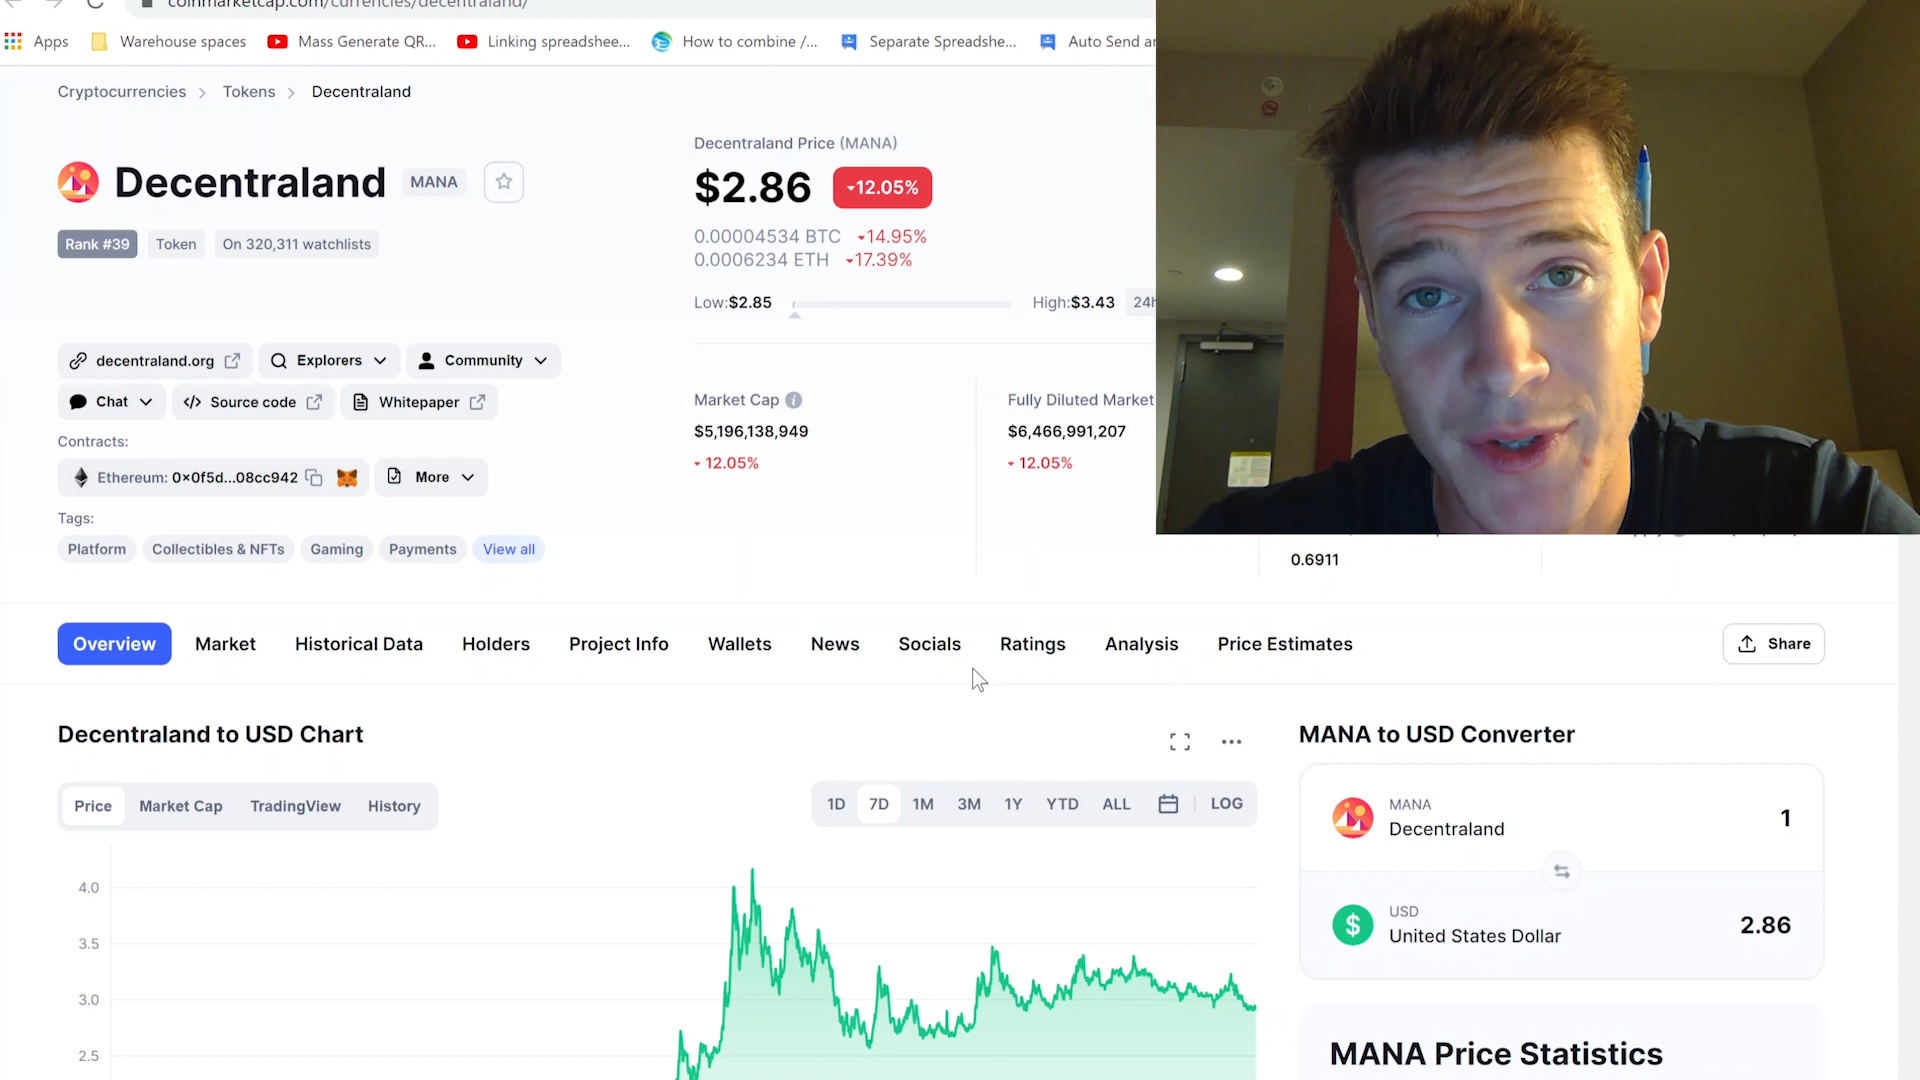 coinmarketcap.com/currencies/decentraland/
Apps Warehouse spaces Mass Generate QR... Linking spreadshee... How to combine /... Separate Spreadshe... Auto Send an
Cryptocurrencies > Tokens > Decentraland
Decentraland MANA
Rank #39 Token On 320,311 watchlists
decentraland.org Explorers Community
Chat </> Source code Whitepaper
Contracts:
Ethereum: 0x0f5d...08cc942 More
Tags:
Platform Collectibles & NFTs Gaming Payments View all
Decentraland Price (MANA)
$2.86 12.05%
0.00004534 BTC 14.95%
0.0006234 ETH 17.39%
Low:$2.85 High:$3.43 24h
Market Cap
$5,196,138,949
12.05%
Fully Diluted Market
$6,466,991,207
12.05%
0.6911
Overview Market Historical Data Holders Project Info Wallets News Socials Ratings Analysis Price Estimates Share
Decentraland to USD Chart
Price Market Cap TradingView History
1D 7D 1M 3M 1Y YTD ALL LOG
4.0
3.5
3.0
2.5
MANA to USD Converter
MANA
Decentraland 1
$ USD
United States Dollar 2.86
MANA Price Statistics